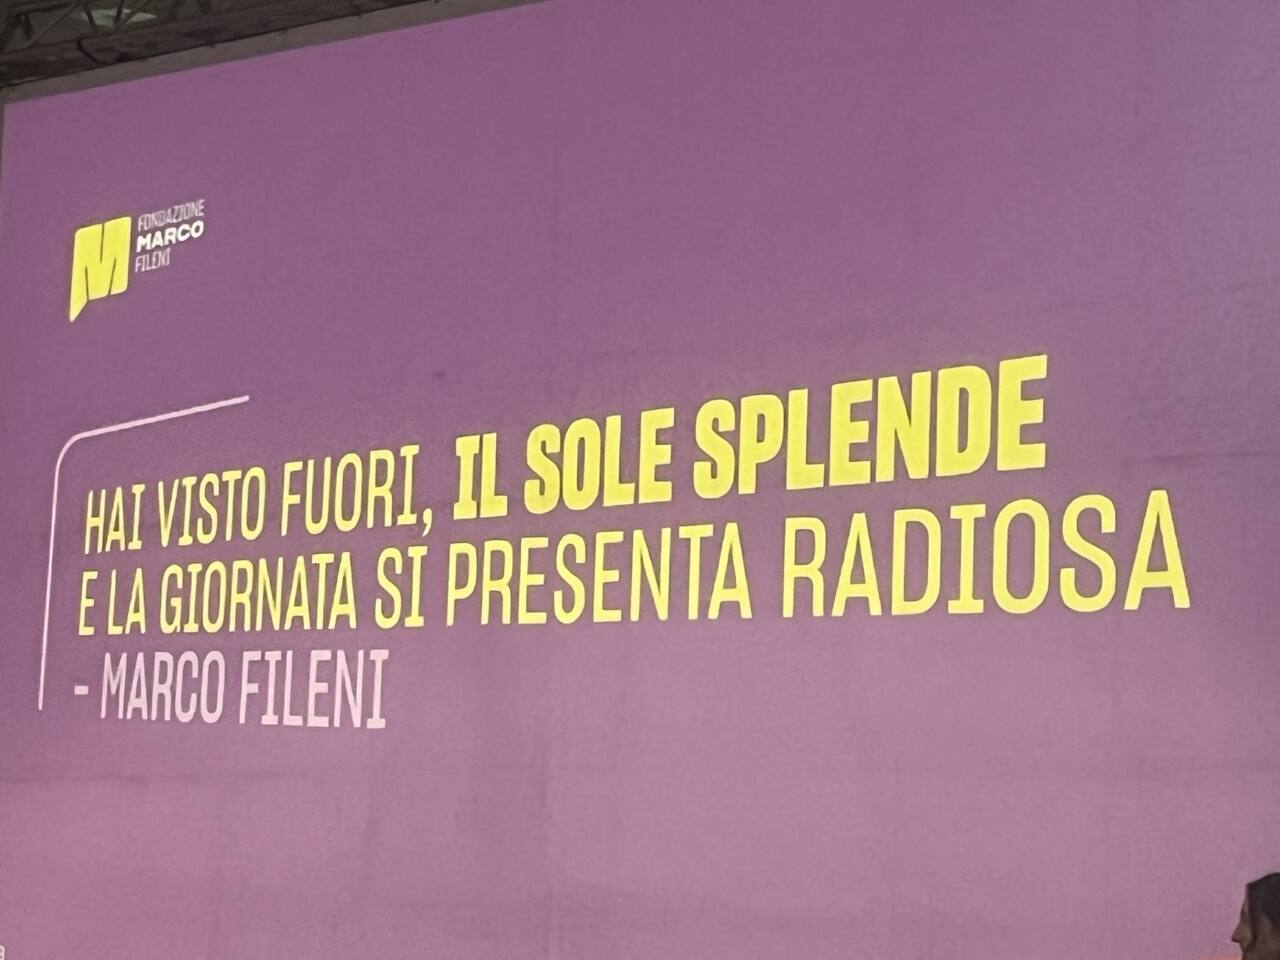 FONDAZIONE
MARCO
FILENI
HAI VISTO FUORI, IL SOLE SPLENDE
E LA GIORNATA SI PRESENTA RADIOSA
- MARCO FILENI